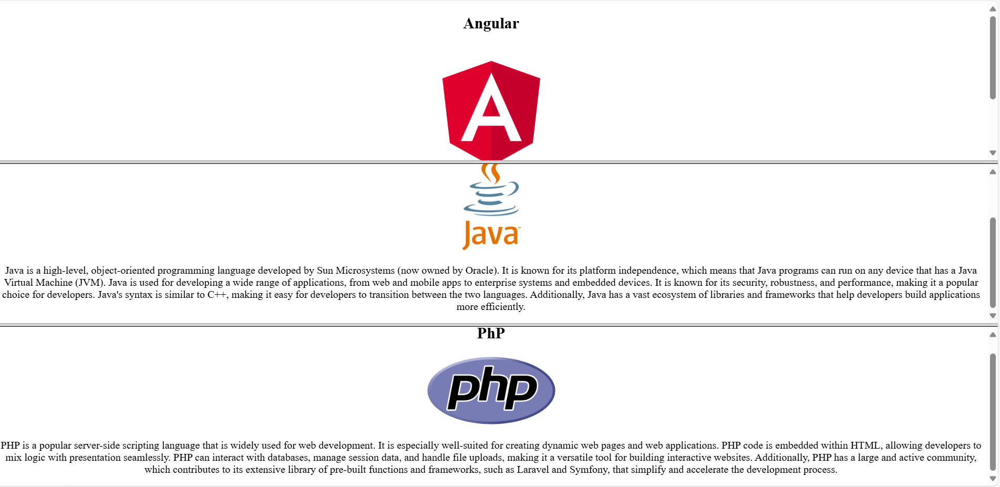 Angular
A
Java™
Java is a high-level, object-oriented programming language developed by Sun Microsystems (now owned by Oracle). It is known for its platform independence, which means that Java programs can run on any device that has a Java
Virtual Machine (JVM). Java is used for developing a wide range of applications, from web and mobile apps to enterprise systems and embedded devices. It is known for its security, robustness, and performance, making it a popular
choice for developers. Java's syntax is similar to C++, making it easy for developers to transition between the two languages. Additionally, Java has a vast ecosystem of libraries and frameworks that help developers build applications
more efficiently.
PhP
php
PHP is a popular server-side scripting language that is widely used for web development. It is especially well-suited for creating dynamic web pages and web applications. PHP code is embedded within HTML, allowing developers to
mix logic with presentation seamlessly. PHP can interact with databases, manage session data, and handle file uploads, making it a versatile tool for building interactive websites. Additionally, PHP has a large and active community,
which contributes to its extensive library of pre-built functions and frameworks, such as Laravel and Symfony, that simplify and accelerate the development process.